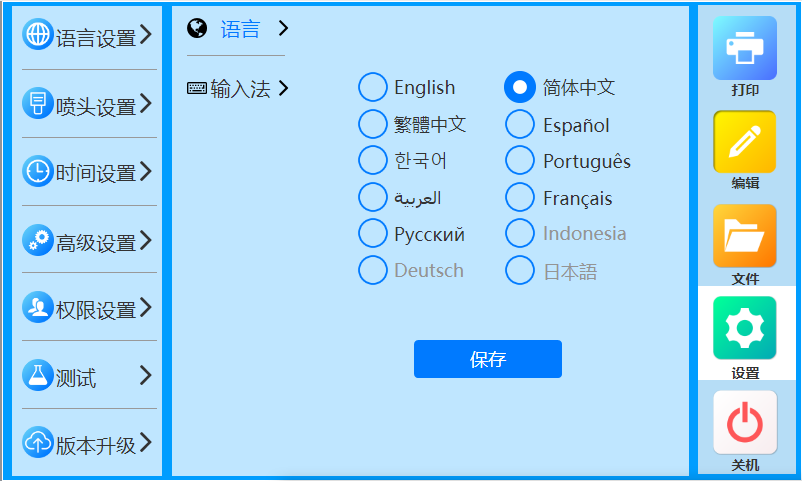 语言设置
喷头设置
时间设置
高级设置
权限设置
测试
版本升级
语言
输入法
English
简体中文
繁體中文
Español
한국어
Português
العربية
Français
Русский
Indonesia
Deutsch
日本語
保存
打印
编辑
文件
设置
关机